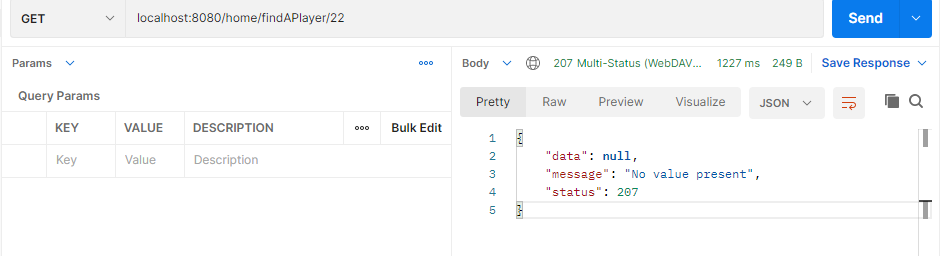 GET localhost:8080/home/findAPlayer/22 Send
Params ooo Body 207 Multi-Status (WebDAV... 1227 ms 249 B Save Response
Query Params Pretty Raw Preview Visualize JSON
KEY VALUE DESCRIPTION ooo Bulk Edit
Key Value Description
1 {
2 "data": null,
3 "message": "No value present",
4 "status": 207
5 }